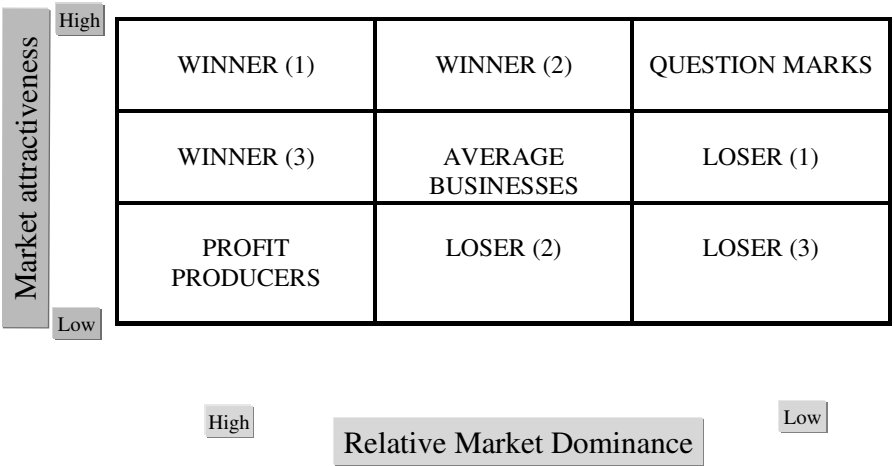 High
Market attractiveness
WINNER (1)
WINNER (2)
QUESTION MARKS
WINNER (3)
AVERAGE
BUSINESSES
LOSER (1)
PROFIT
PRODUCERS
LOSER (2)
LOSER (3)
Low
High
Low
Relative Market Dominance